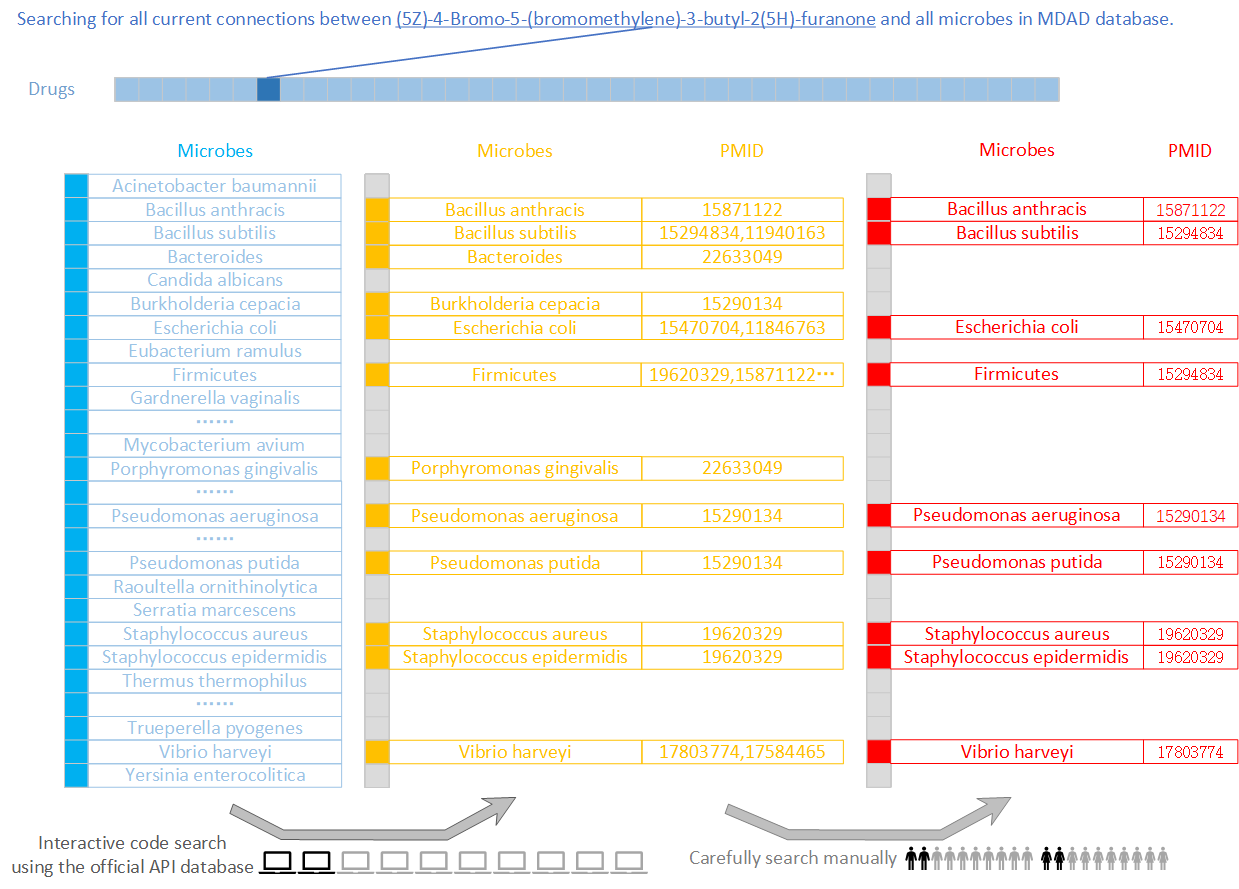 Searching for all current connections between (5Z)-4-Bromo-5-(bromomethylene)-3-butyl-2(5H)-furanone and all microbes in MDAD database.
Drugs
Microbes
Acinetobacter baumannii
Bacillus anthracis
Bacillus subtilis
Bacteroides
Candida albicans
Burkholderia cepacia
Escherichia coli
Eubacterium ramulus
Firmicutes
Gardnerella vaginalis
······
Mycobacterium avium
Porphyromonas gingivalis
······
Pseudomonas aeruginosa
······
Pseudomonas putida
Raoultella ornithinolytica
Serratia marcescens
Staphylococcus aureus
Staphylococcus epidermidis
Thermus thermophilus
······
Trueperella pyogenes
Vibrio harveyi
Yersinia enterocolitica
Microbes PMID
Bacillus anthracis 15871122
Bacillus subtilis 15294834,11940163
Bacteroides 22633049
Burkholderia cepacia 15290134
Escherichia coli 15470704,11846763
Firmicutes 19620329,15871122···
Porphyromonas gingivalis 22633049
Pseudomonas aeruginosa 15290134
Pseudomonas putida 15290134
Staphylococcus aureus 19620329
Staphylococcus epidermidis 19620329
Vibrio harveyi 17803774,17584465
Microbes PMID
Bacillus anthracis 15871122
Bacillus subtilis 15294834
Escherichia coli 15470704
Firmicutes 15294834
Pseudomonas aeruginosa 15290134
Pseudomonas putida 15290134
Staphylococcus aureus 19620329
Staphylococcus epidermidis 19620329
Vibrio harveyi 17803774
Interactive code search
using the official API database
Carefully search manually